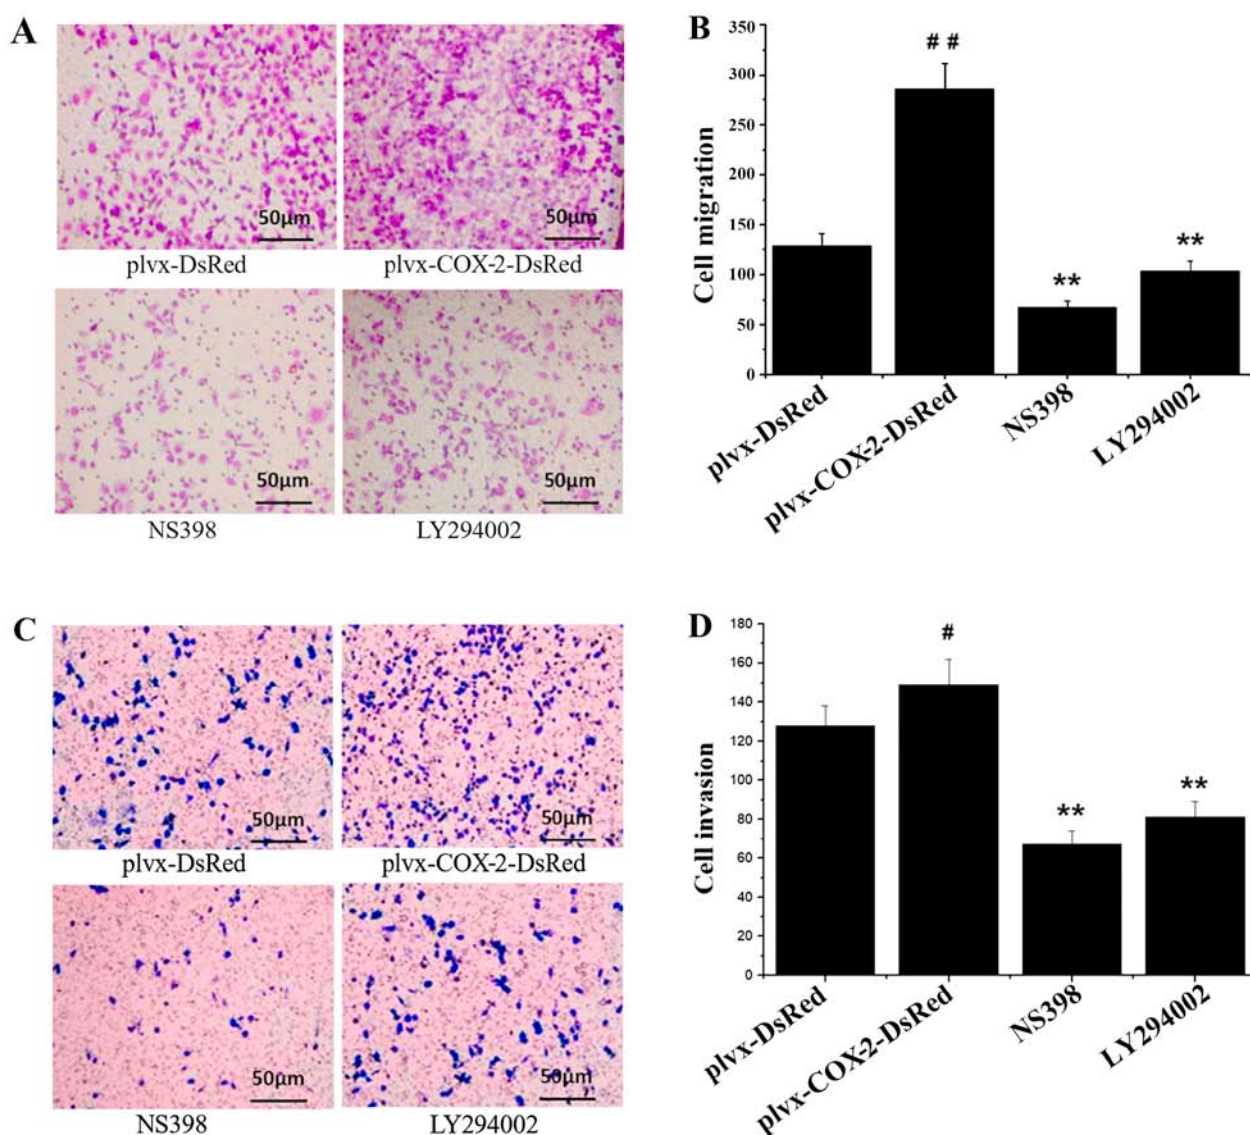 A
50µm
50µm
plvx-DsRed
plvx-COX-2-DsRed
50µm
50µm
NS398
LY294002
B
Cell migration
350
300
250
200
150
100
50
0
# #
**
**
plvx-DsRed
plvx-COX-2-DsRed
NS398
LY294002
C
50µm
50µm
plvx-DsRed
plvx-COX-2-DsRed
50µm
50µm
NS398
LY294002
D
Cell invasion
180
160
140
120
100
80
60
40
20
0
#
**
**
plvx-DsRed
plvx-COX-2-DsRed
NS398
LY294002